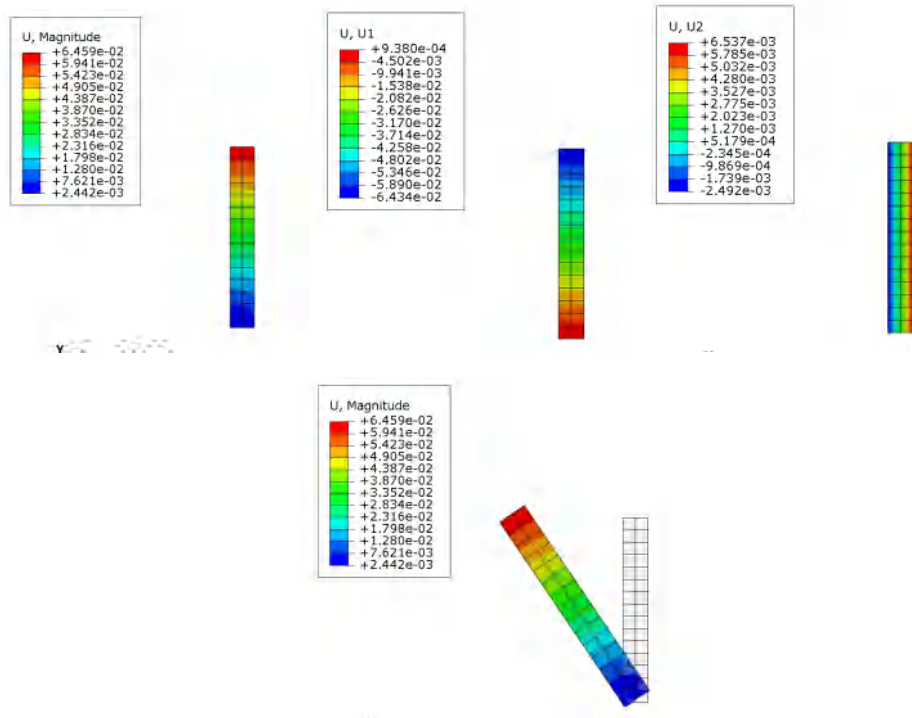 U, Magnitude
+6.459e-02
+5.941e-02
+5.423e-02
+4.905e-02
+4.387e-02
+3.870e-02
+3.352e-02
+2.834e-02
+2.316e-02
+1.798e-02
+1.280e-02
+7.621e-03
+2.442e-03
U, U1
+9.380e-04
-4.502e-03
-9.941e-03
-1.538e-02
-2.082e-02
-2.626e-02
-3.170e-02
-3.714e-02
-4.258e-02
-4.802e-02
-5.346e-02
-5.890e-02
-6.434e-02
U, U2
+6.537e-03
+5.785e-03
+5.032e-03
+4.280e-03
+3.527e-03
+2.775e-03
+2.023e-03
+1.270e-03
+5.179e-04
-2.345e-04
-9.869e-04
-1.739e-03
-2.492e-03
Y
U, Magnitude
+6.459e-02
+5.941e-02
+5.423e-02
+4.905e-02
+4.387e-02
+3.870e-02
+3.352e-02
+2.834e-02
+2.316e-02
+1.798e-02
+1.280e-02
+7.621e-03
+2.442e-03